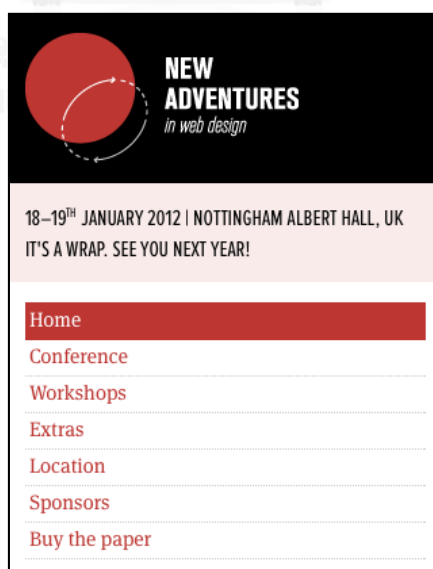 NEW
ADVENTURES
in web design
18–19TH JANUARY 2012 | NOTTINGHAM ALBERT HALL, UK
IT'S A WRAP. SEE YOU NEXT YEAR!
Home
Conference
Workshops
Extras
Location
Sponsors
Buy the paper